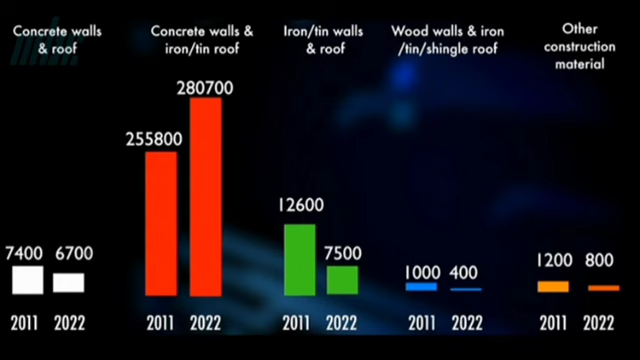 Concrete walls
& roof
Concrete walls &
iron/tin roof
Iron/tin walls
& roof
Wood walls & iron
/tin/shingle roof
Other
construction
material
7400
6700
255800
280700
12600
7500
1000
400
1200
800
2011
2022
2011
2022
2011
2022
2011
2022
2011
2022